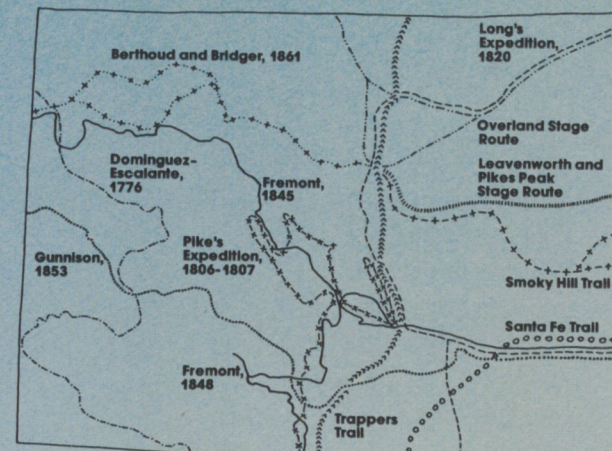 Long's
Expedition,
1820
Berthoud and Bridger, 1861
Overland Stage
Route
Leavenworth and
Pikes Peak
Stage Route
Dominguez-
Escalante,
1776
Fremont,
1845
Gunnison,
1853
Pike's
Expedition,
1806-1807
Smoky Hill Trail
Santa Fe Trail
Fremont,
1848
Trappers
Trail